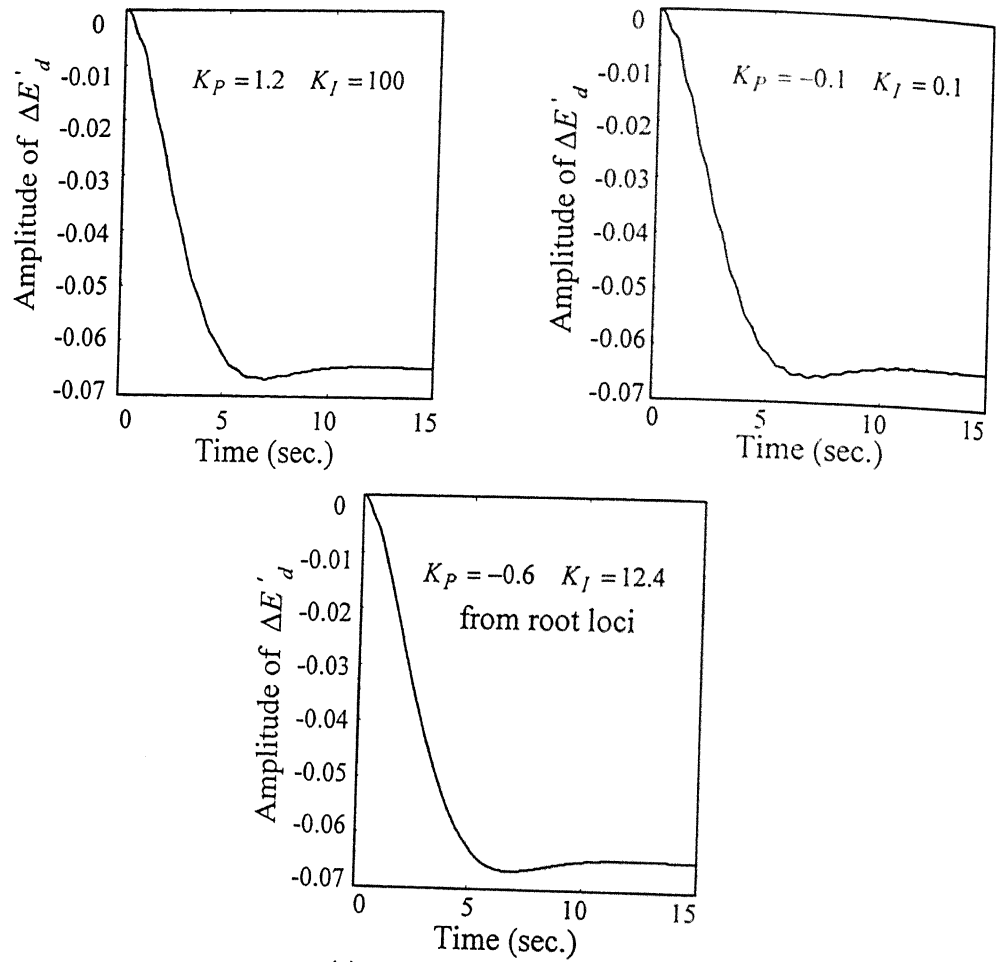 Amplitude of ΔE'd
0
-0.01
-0.02
-0.03
-0.04
-0.05
-0.06
-0.07
K_P = 1.2 K_I = 100
0 5 10 15
Time (sec.)
Amplitude of ΔE'd
0
-0.01
-0.02
-0.03
-0.04
-0.05
-0.06
-0.07
K_P = −0.1 K_I = 0.1
0 5 10 15
Time (sec.)
Amplitude of ΔE'd
0
-0.01
-0.02
-0.03
-0.04
-0.05
-0.06
-0.07
K_P = −0.6 K_I = 12.4
from root loci
0 5 10 15
Time (sec.)